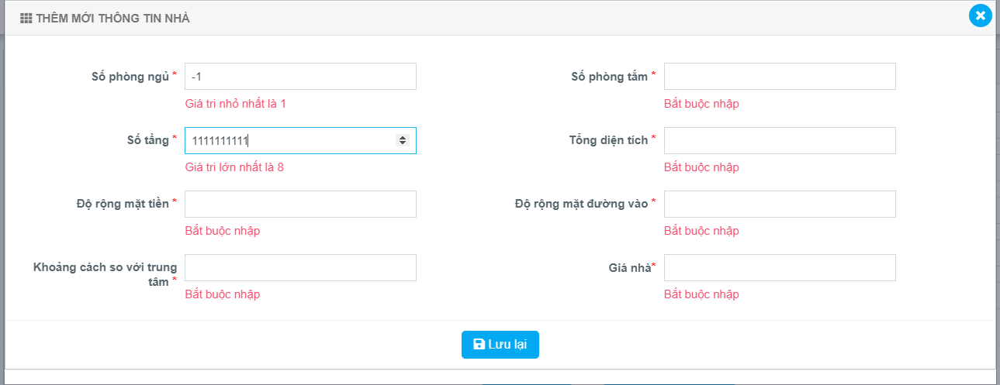 THÊM MỚI THÔNG TIN NHÀ
Số phòng ngủ * -1
Số phòng tắm *
Giá tri nhỏ nhất là 1
Bắt buộc nhập
Số tầng * 1111111111
Tổng diện tích *
Giá tri lớn nhất là 8
Bắt buộc nhập
Độ rộng mặt tiền *
Độ rộng mặt đường vào *
Bắt buộc nhập
Bắt buộc nhập
Khoảng cách so với trung
tâm *
Giá nhà*
Bắt buộc nhập
Bắt buộc nhập
Lưu lại